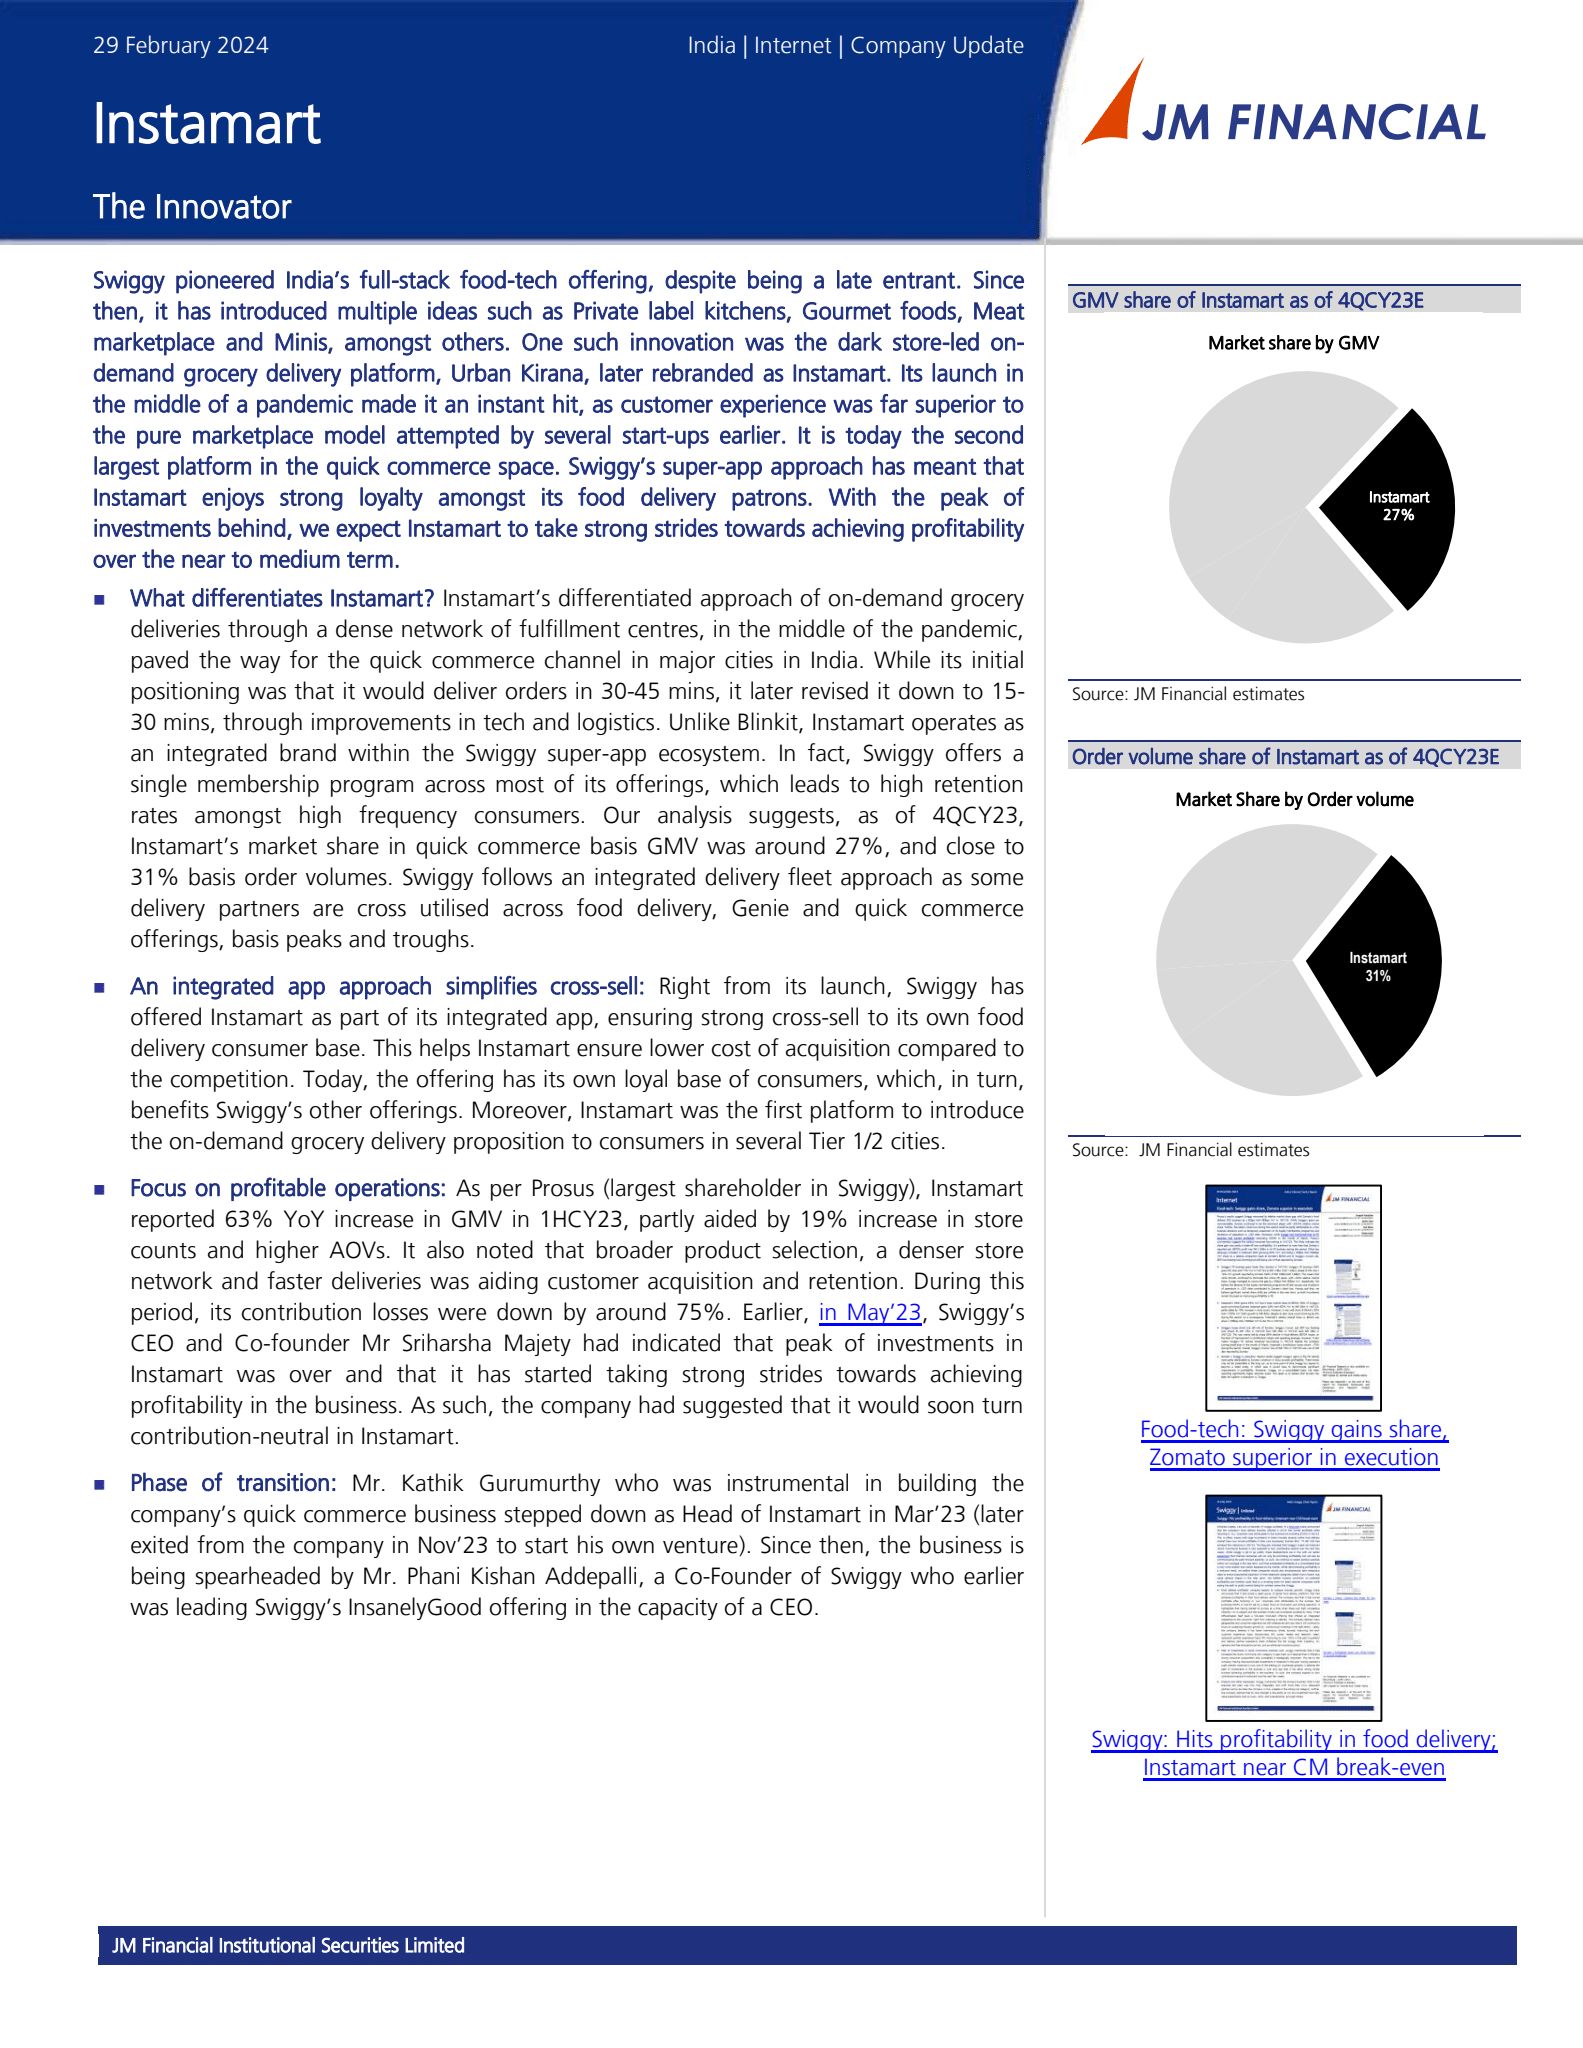 29 February 2024
India | Internet | Company Update
Instamart
The Innovator
JM FINANCIAL
Swiggy pioneered India’s full-stack food-tech offering, despite being a late entrant. Since
then, it has introduced multiple ideas such as Private label kitchens, Gourmet foods, Meat
marketplace and Minis, amongst others. One such innovation was the dark store-led on-
demand grocery delivery platform, Urban Kirana, later rebranded as Instamart. Its launch in
the middle of a pandemic made it an instant hit, as customer experience was far superior to
the pure marketplace model attempted by several start-ups earlier. It is today the second
largest platform in the quick commerce space. Swiggy’s super-app approach has meant that
Instamart enjoys strong loyalty amongst its food delivery patrons. With the peak of
investments behind, we expect Instamart to take strong strides towards achieving profitability
over the near to medium term.
■ What differentiates Instamart? Instamart’s differentiated approach of on-demand grocery
deliveries through a dense network of fulfillment centres, in the middle of the pandemic,
paved the way for the quick commerce channel in major cities in India. While its initial
positioning was that it would deliver orders in 30-45 mins, it later revised it down to 15-
30 mins, through improvements in tech and logistics. Unlike Blinkit, Instamart operates as
an integrated brand within the Swiggy super-app ecosystem. In fact, Swiggy offers a
single membership program across most of its offerings, which leads to high retention
rates amongst high frequency consumers. Our analysis suggests, as of 4QCY23,
Instamart’s market share in quick commerce basis GMV was around 27%, and close to
31% basis order volumes. Swiggy follows an integrated delivery fleet approach as some
delivery partners are cross utilised across food delivery, Genie and quick commerce
offerings, basis peaks and troughs.
■ An integrated app approach simplifies cross-sell: Right from its launch, Swiggy has
offered Instamart as part of its integrated app, ensuring strong cross-sell to its own food
delivery consumer base. This helps Instamart ensure lower cost of acquisition compared to
the competition. Today, the offering has its own loyal base of consumers, which, in turn,
benefits Swiggy’s other offerings. Moreover, Instamart was the first platform to introduce
the on-demand grocery delivery proposition to consumers in several Tier 1/2 cities.
■ Focus on profitable operations: As per Prosus (largest shareholder in Swiggy), Instamart
reported 63% YoY increase in GMV in 1HCY23, partly aided by 19% increase in store
counts and higher AOVs. It also noted that broader product selection, a denser store
network and faster deliveries was aiding customer acquisition and retention. During this
period, its contribution losses were down by around 75%. Earlier, in May’23, Swiggy’s
CEO and Co-founder Mr Sriharsha Majety had indicated that peak of investments in
Instamart was over and that it has started taking strong strides towards achieving
profitability in the business. As such, the company had suggested that it would soon turn
contribution-neutral in Instamart.
■ Phase of transition: Mr. Kathik Gurumurthy who was instrumental in building the
company’s quick commerce business stepped down as Head of Instamart in Mar’23 (later
exited from the company in Nov’23 to start his own venture). Since then, the business is
being spearheaded by Mr. Phani Kishan Addepalli, a Co-Founder of Swiggy who earlier
was leading Swiggy’s InsanelyGood offering in the capacity of a CEO.
GMV share of Instamart as of 4QCY23E
Market share by GMV
Instamart
27%
Source: JM Financial estimates
Order volume share of Instamart as of 4QCY23E
Market Share by Order volume
Instamart
31%
Source: JM Financial estimates
Internet
Food-tech: Swiggy gains share, Zomato superior in execution
JM FINANCIAL
Food-tech: Swiggy gains share,
Zomato superior in execution
Swiggy
JM FINANCIAL
Swiggy: Hits profitability in food delivery;
Instamart near CM break-even
JM Financial Institutional Securities Limited